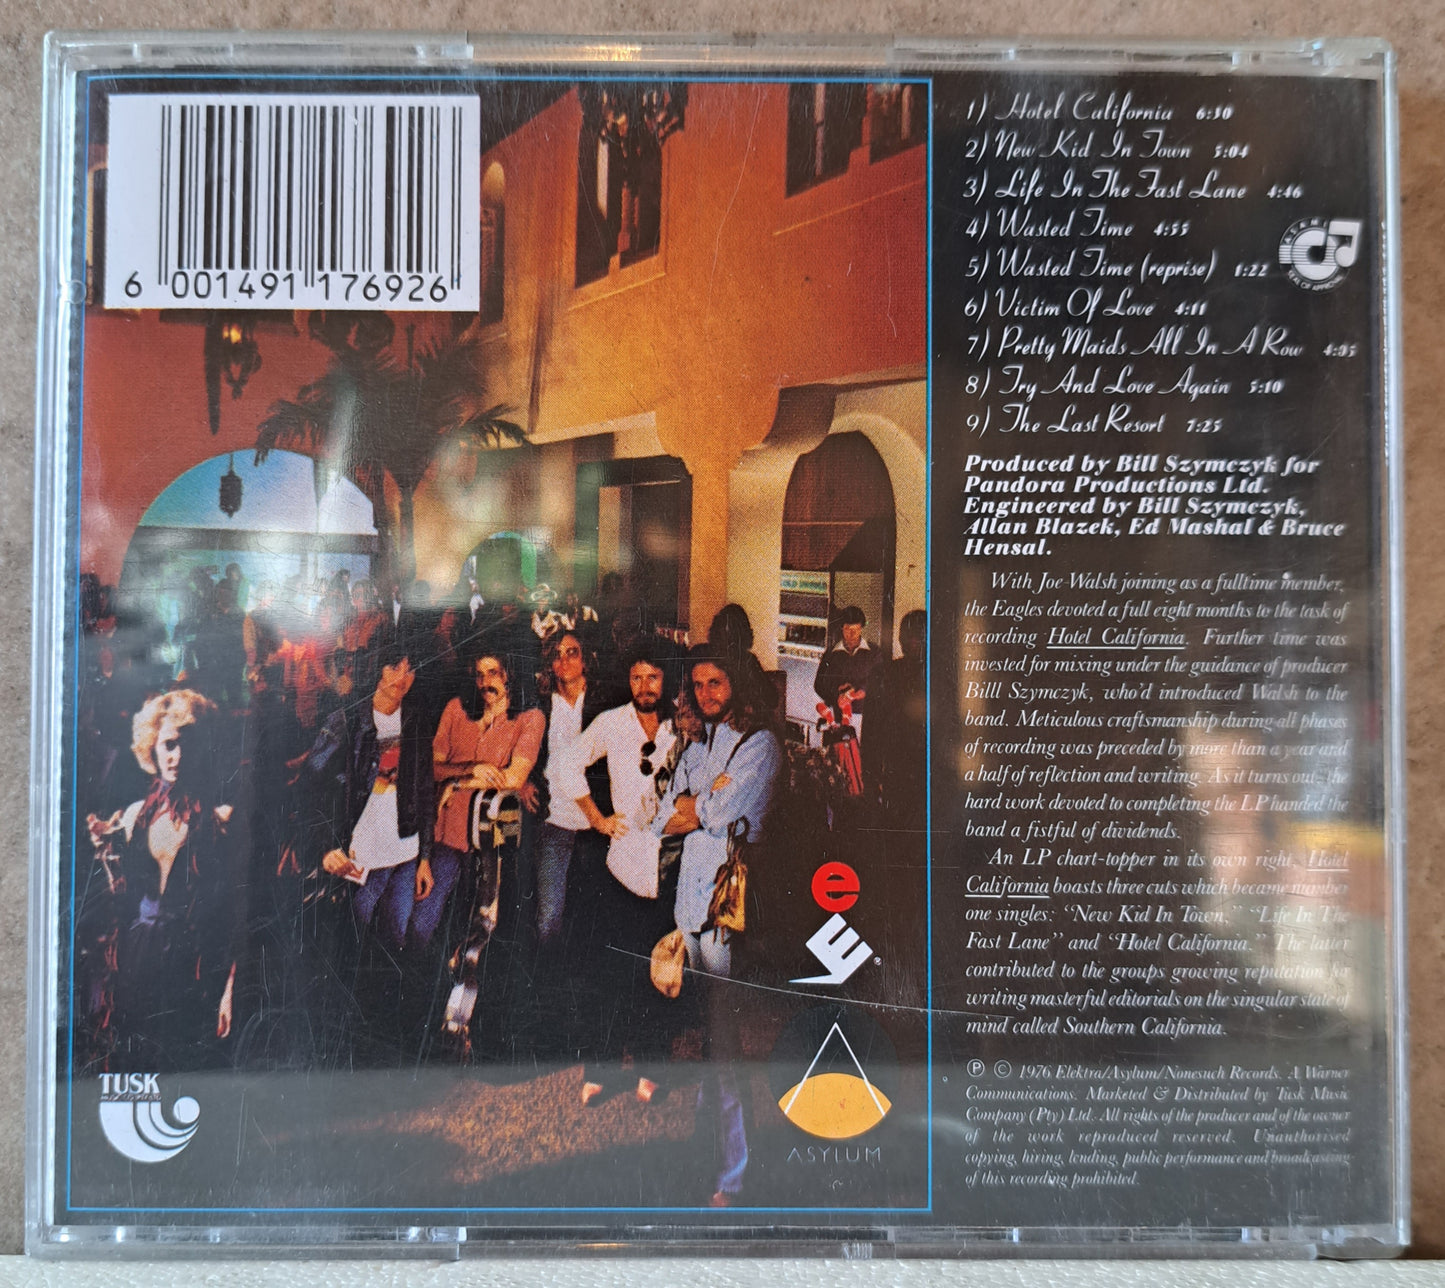 6 001491 176926
1) Hotel California 6:30
2) New Kid In Town 5:04
3) Life In The Fast Lane 4:46
4) Wasted Time 4:55
5) Wasted Time (reprise) 1:22
6) Victim Of Love 4:11
7) Pretty Maids All In A Row 4:05
8) Try And Love Again 5:10
9) The Last Resort 7:25
SEAL OF APPROVAL
Produced by Bill Szymczyk for
Pandora Productions Ltd.
Engineered by Bill Szymczyk,
Allan Blazek, Ed Mashal & Bruce
Hensal.
With Joe Walsh joining as a fulltime member,
the Eagles devoted a full eight months to the task of
recording Hotel California. Further time was
invested for mixing under the guidance of producer
Billl Szymczyk, who'd introduced Walsh to the
band. Meticulous craftsmanship during all phases
of recording was preceded by more than a year and
a half of reflection and writing. As it turns out, the
hard work devoted to completing the LP handed the
band a fistful of dividends.
An LP chart-topper in its own right, Hotel
California boasts three cuts which became number
one singles: "New Kid In Town," "Life In The
Fast Lane" and "Hotel California." The latter
contributed to the groups growing reputation for
writing masterful editorials on the singular state of
mind called Southern California.
℗ © 1976 Elektra/Asylum/Nonesuch Records. A Warner
Communications. Marketed & Distributed by Tusk Music
Company (Pty) Ltd. All rights of the producer and of the owner
of the work reproduced reserved. Unauthorised
copying, hiring, lending, public performance and broadcasting
of this recording prohibited.
e
E®
ASYLUM
TUSK
MUSIC COMPANY